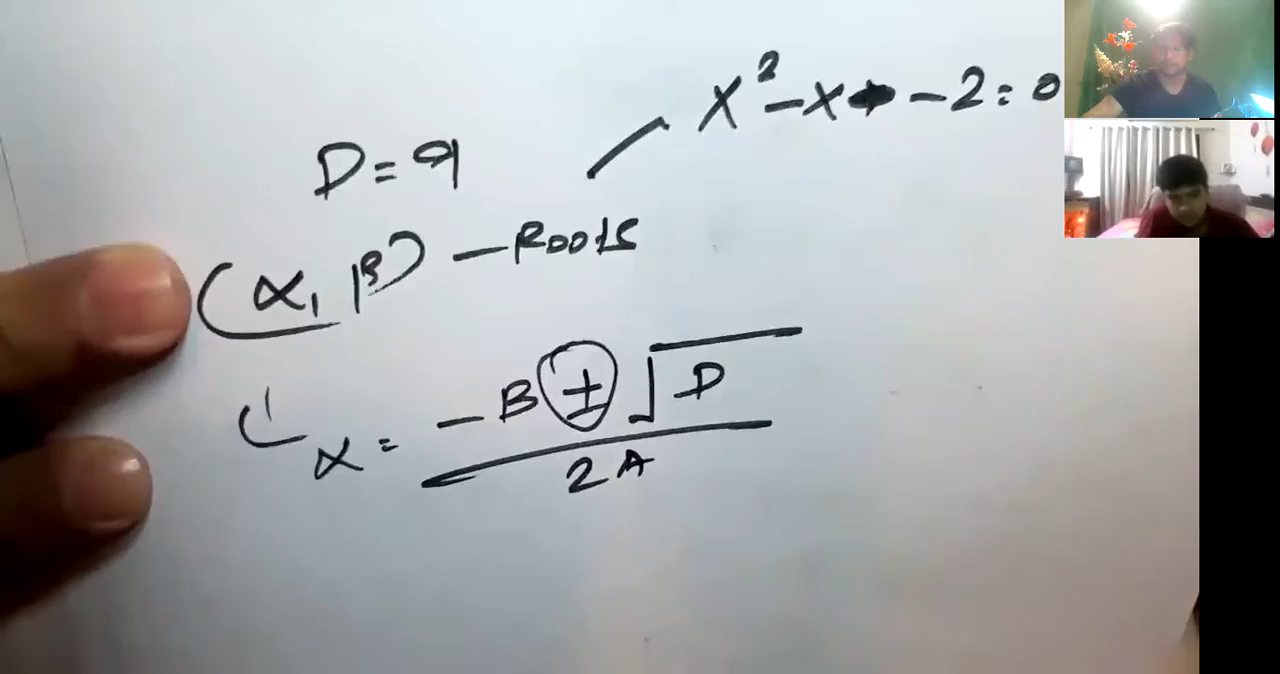 x² - x - 2 = 0
D = 9
(α, β) - Roots
α = -B ± √D
2A